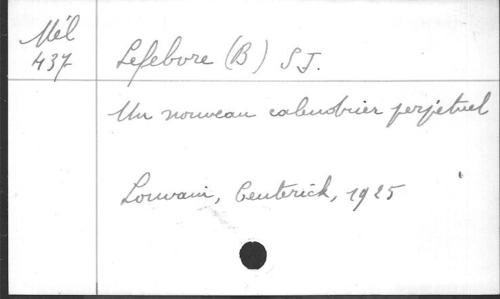 Mél
437
Lefebvre (B) S J.
Un nouveau calendrier perpétuel
Louvain, Ceuterick, 1925